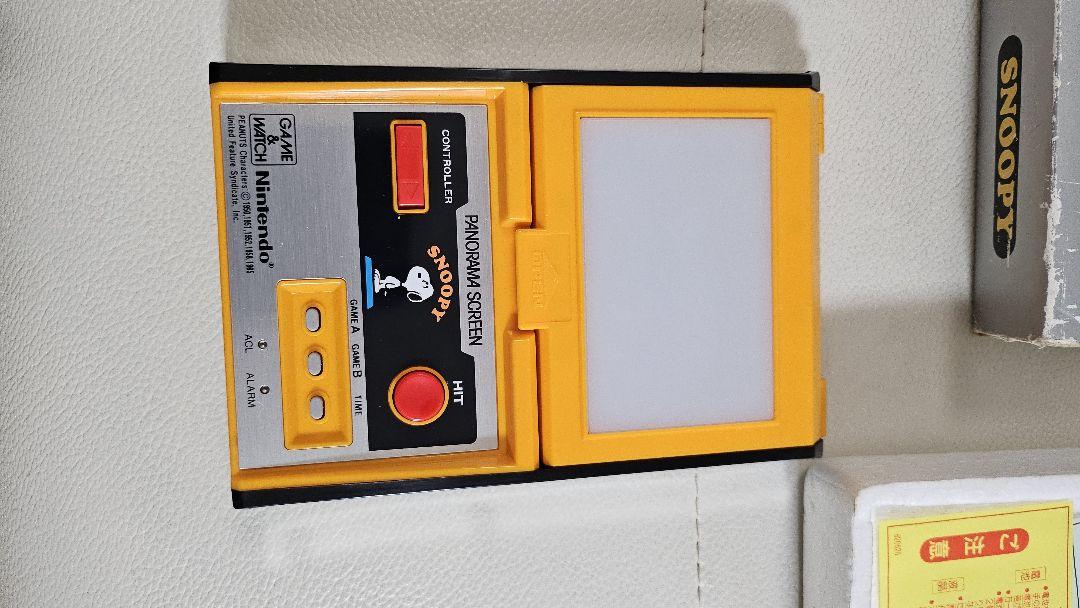 SNOOPY
OPEN
PANORAMA SCREEN
CONTROLLER
SNOOPY
HIT
GAME A
GAME B
TIME
GAME
&
WATCH
Nintendo®
ACL
ALARM
PEANUTS Characters © 1950, 1951, 1952, 1958, 1965
United Feature Syndicate, Inc.
ご注意